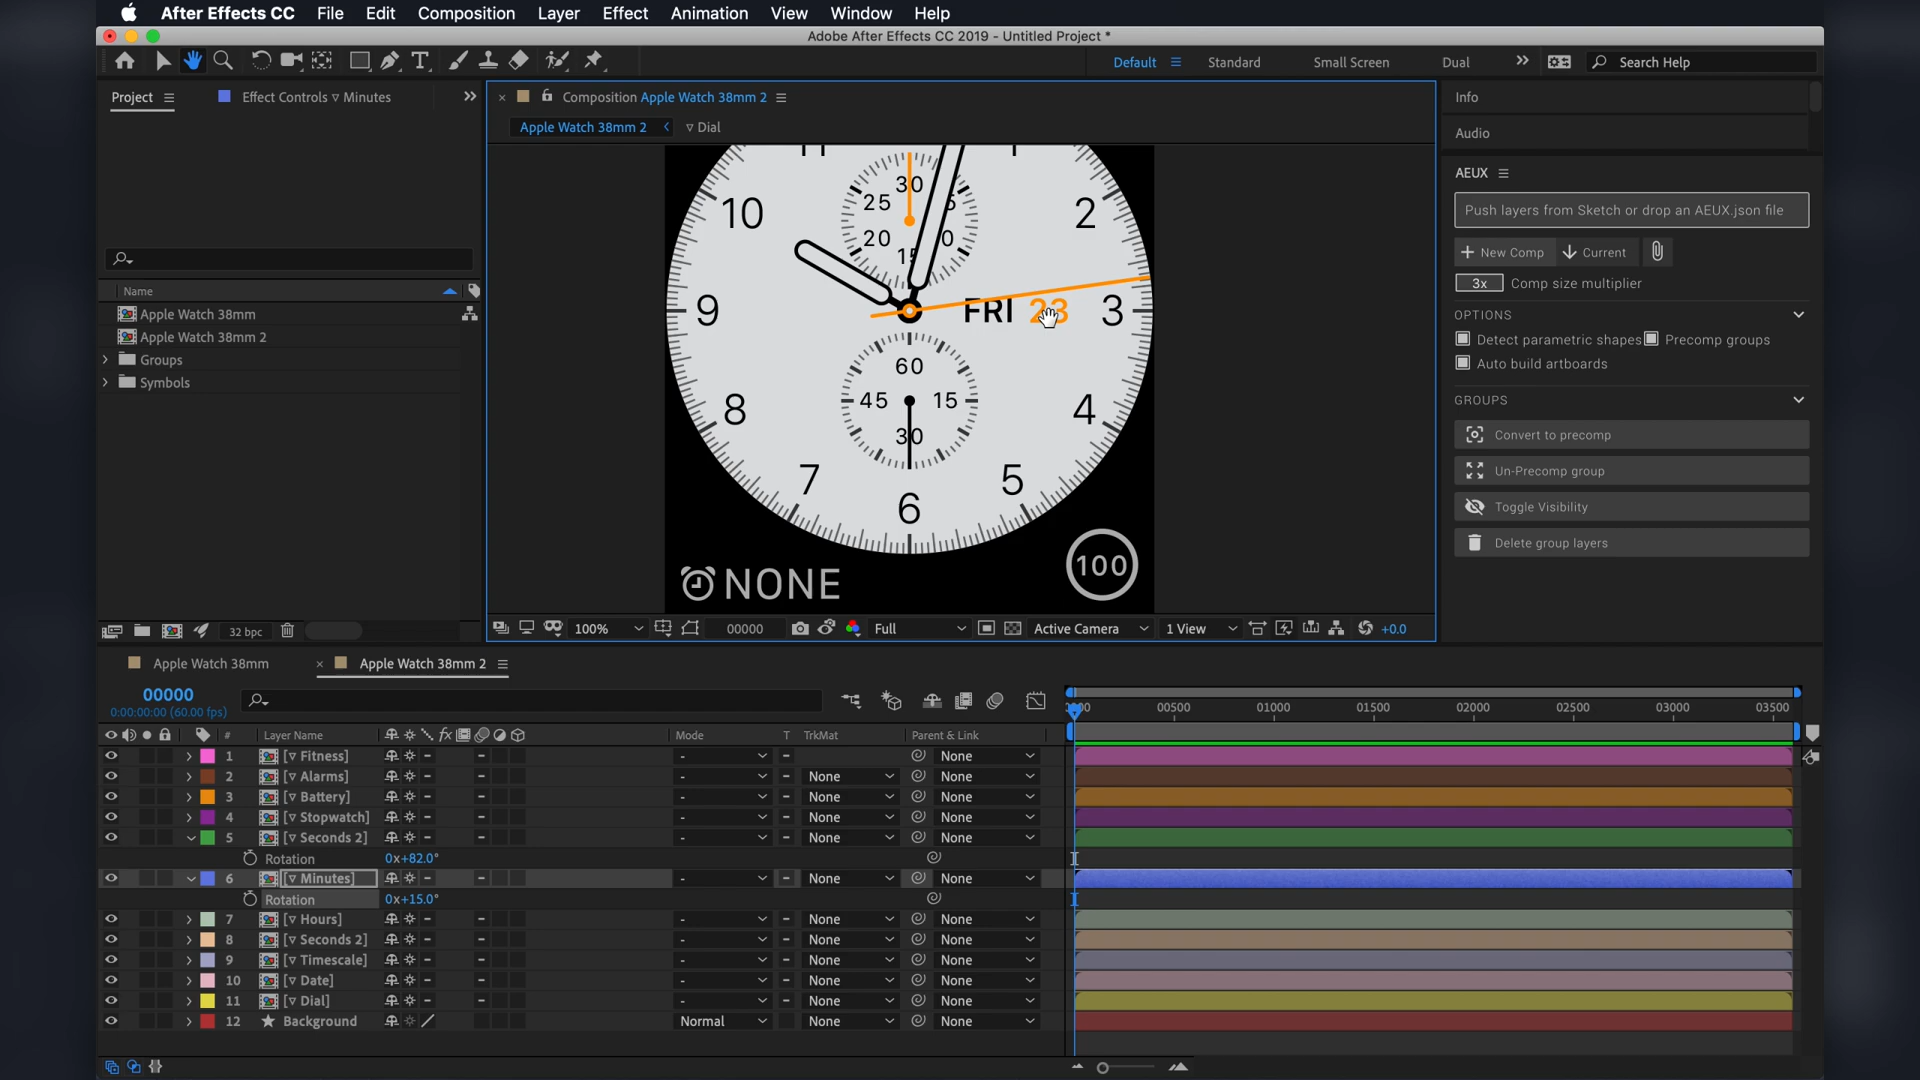 After Effects CC File Edit Composition Layer Effect Animation View Window Help
Adobe After Effects CC 2019 - Untitled Project *
T Default Standard Small Screen Dual Search Help
Project Effect Controls ▿ Minutes
Composition Apple Watch 38mm 2
Apple Watch 38mm 2 ▿ Dial
Info
Audio
AEUX
Push layers from Sketch or drop an AEUX.json file
New Comp Current
3x Comp size multiplier
OPTIONS
Detect parametric shapes Precomp groups
Auto build artboards
GROUPS
Convert to precomp
Un-Precomp group
Toggle Visibility
Delete group layers
Name
Apple Watch 38mm
Apple Watch 38mm 2
Groups
Symbols
32 bpc
11 1
30
25 5
10 2
20 10
15
9 FRI 23 3
60
45 15
8 4
30
7 5
6
NONE 100
100% 00000 Full Active Camera 1 View +0.0
Apple Watch 38mm Apple Watch 38mm 2
00000
0:00:00:00 (60.00 fps)
00500 01000 01500 02000 02500 03000 03500
# Layer Name fx Mode T TrkMat Parent & Link
1 [▿ Fitness] - None
2 [▿ Alarms] - None None
3 [▿ Battery] - None None
4 [▿ Stopwatch] - None None
5 [▿ Seconds 2] - None None
Rotation 0x+82.0°
6 [▿ Minutes] - None None
Rotation 0x+15.0°
7 [▿ Hours] - None None
8 [▿ Seconds 2] - None None
9 [▿ Timescale] - None None
10 [▿ Date] - None None
11 [▿ Dial] - None None
12 Background Normal None None